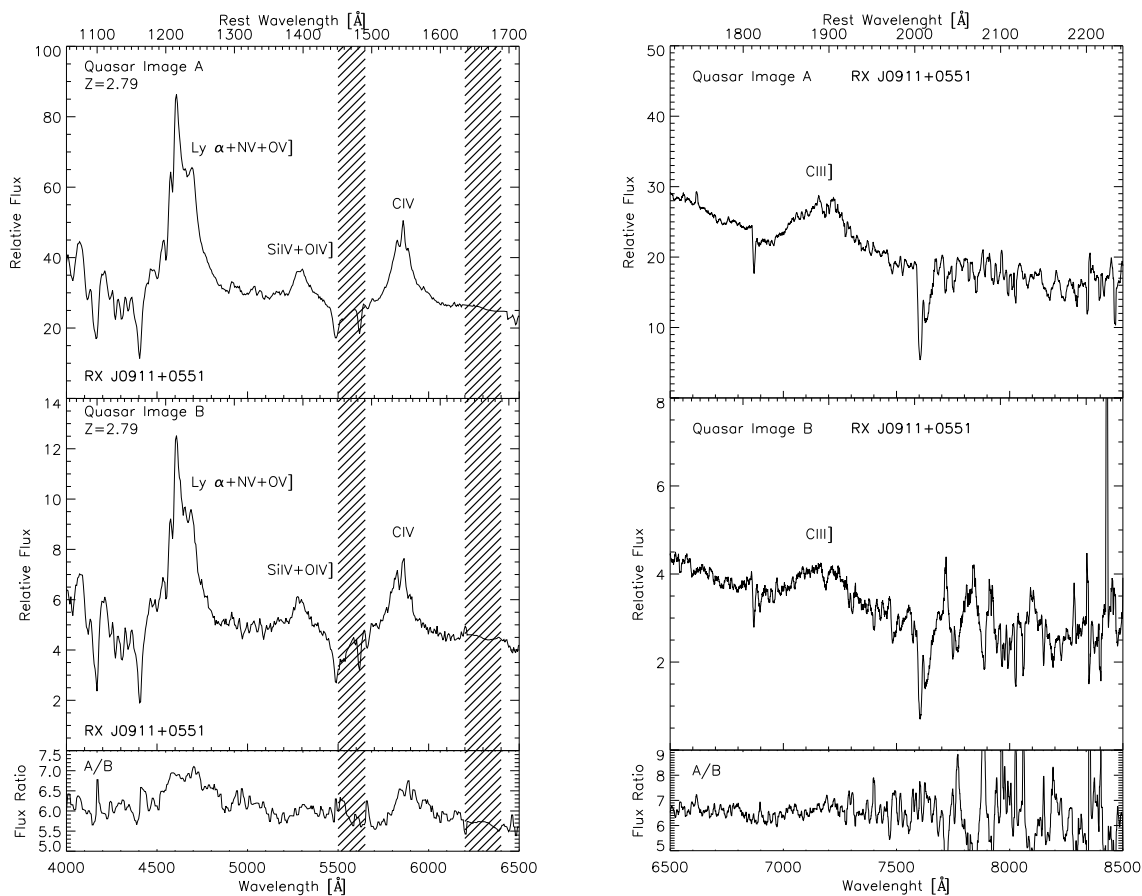 Rest Wavelength [Å]
1100 1200 1300 1400 1500 1600 1700
100
80
60
40
20
Relative Flux
Quasar Image A
Z=2.79
Ly α+NV+OV]
SiIV+OIV]
CIV
RX J0911+0551
14
12
10
8
6
4
2
Relative Flux
Quasar Image B
Z=2.79
Ly α+NV+OV]
SiIV+OIV]
CIV
RX J0911+0551
7.5
7.0
6.5
6.0
5.5
5.0
Flux Ratio
A/B
4000 4500 5000 5500 6000 6500
Wavelength [Å]
Rest Wavelenght [Å]
1800 1900 2000 2100 2200
50
40
30
20
10
Relative Flux
Quasar Image A RX J0911+0551
CIII]
8
6
4
2
Relative Flux
Quasar Image B RX J0911+0551
CIII]
9
8
7
6
5
Flux Ratio
A/B
6500 7000 7500 8000 8500
Wavelenght [Å]